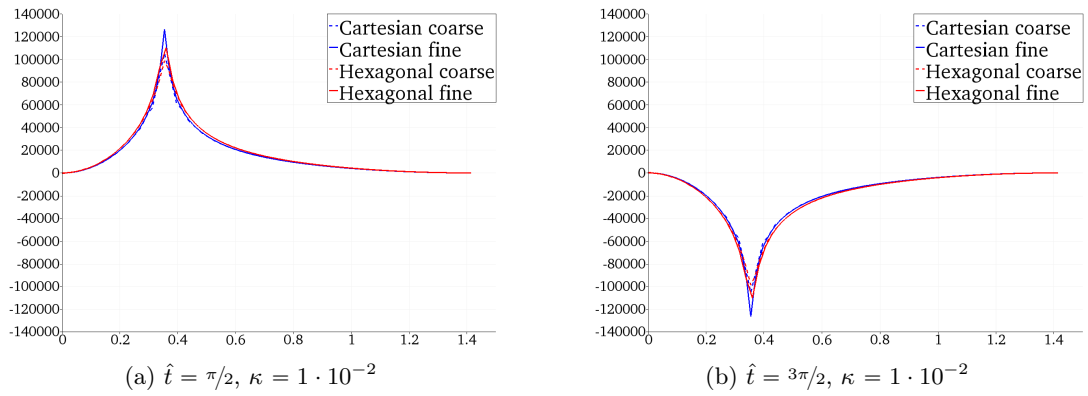 140000
120000
100000
80000
60000
40000
20000
0
-20000
-40000
-60000
-80000
-100000
-120000
-140000
0 0.2 0.4 0.6 0.8 1 1.2 1.4
Cartesian coarse
Cartesian fine
Hexagonal coarse
Hexagonal fine
(a) t̂ = π/2, κ = 1 · 10⁻²
140000
120000
100000
80000
60000
40000
20000
0
-20000
-40000
-60000
-80000
-100000
-120000
-140000
0 0.2 0.4 0.6 0.8 1 1.2 1.4
Cartesian coarse
Cartesian fine
Hexagonal coarse
Hexagonal fine
(b) t̂ = 3π/2, κ = 1 · 10⁻²